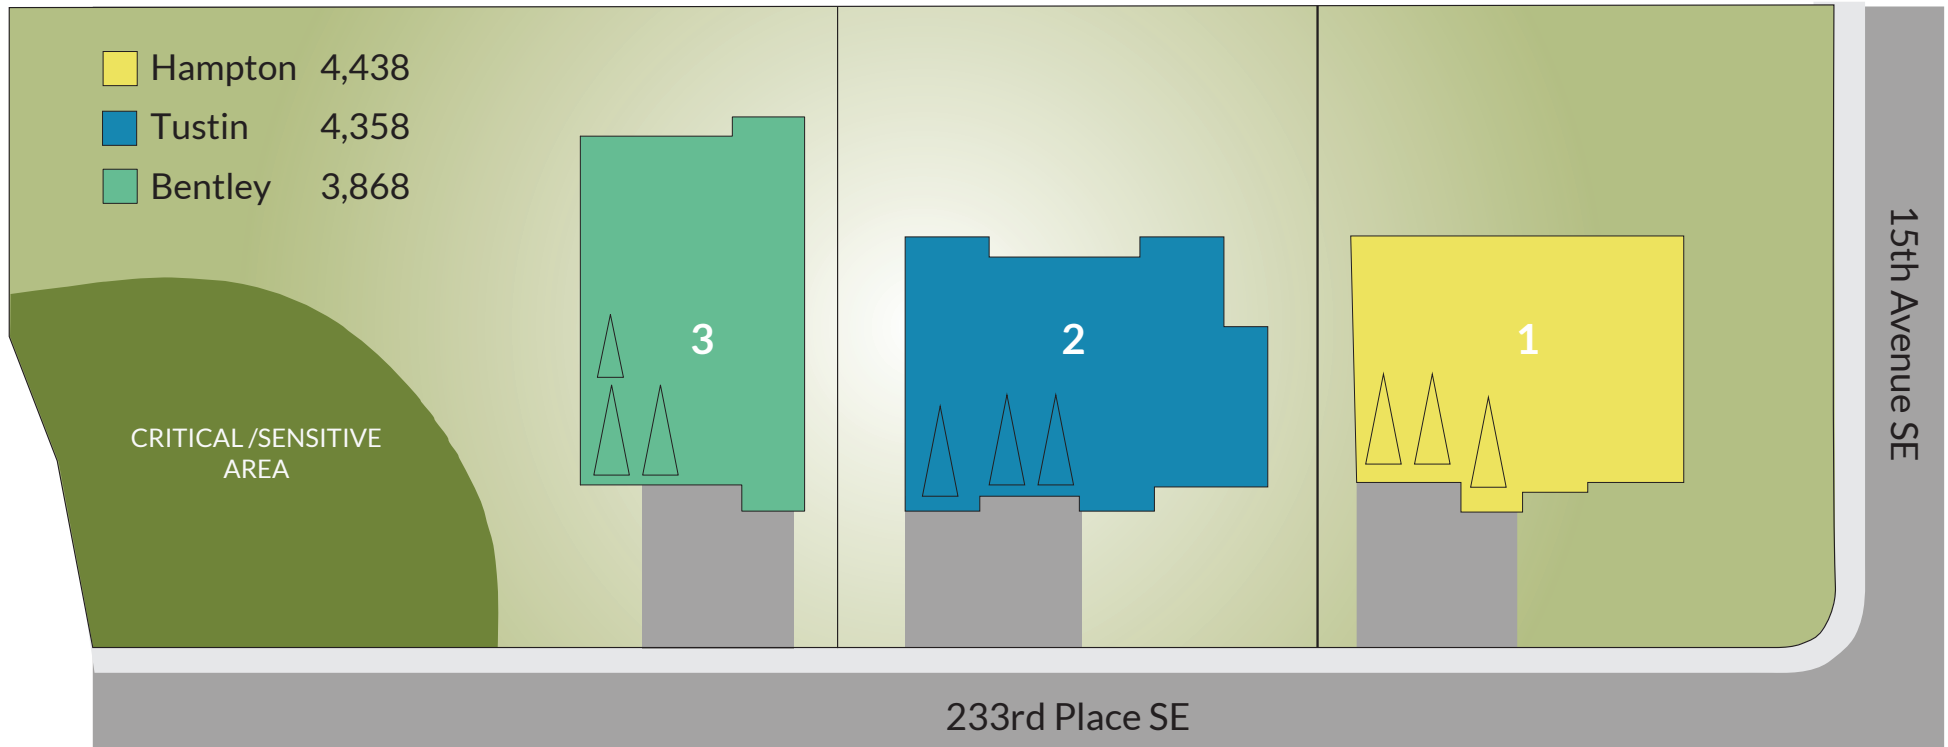 Hampton 4,438
Tustin 4,358
Bentley 3,868
3
2
1
CRITICAL /SENSITIVE
AREA
15th Avenue SE
233rd Place SE